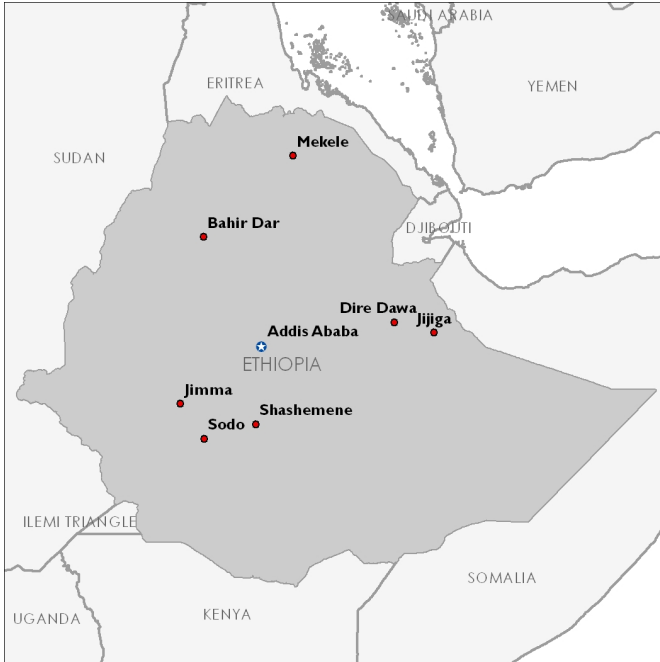 SAUDI ARABIA
ERITREA
YEMEN
Mekele
SUDAN
Bahir Dar
DJIBOUTI
Dire Dawa
Jijiga
Addis Ababa
ETHIOPIA
Jimma
Shashemene
Sodo
ILEMI TRIANGLE
SOMALIA
UGANDA
KENYA